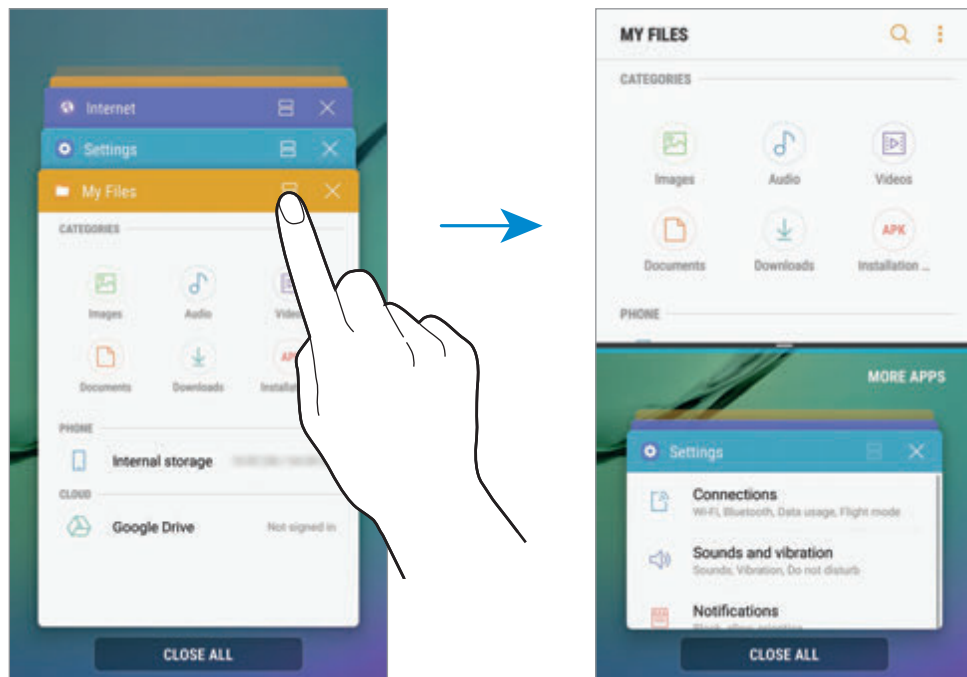 Internet
Settings
My Files
CATEGORIES
Images
Audio
Documents
Downloads
PHONE
Internal storage
CLOUD
Google Drive
Not signed in
CLOSE ALL
MY FILES
CATEGORIES
Images
Audio
Videos
APK
Documents
Downloads
Installation ...
PHONE
MORE APPS
Settings
Connections
Wi-Fi, Bluetooth, Data usage, Flight mode
Sounds and vibration
Sounds, Vibration, Do not disturb
Notifications
CLOSE ALL